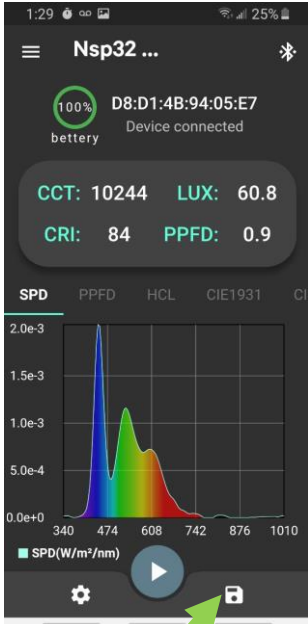 1:29 25%
Nsp32 ...
100% D8:D1:4B:94:05:E7
bettery Device connected
CCT: 10244 LUX: 60.8
CRI: 84 PPFD: 0.9
SPD PPFD HCL CIE1931 CI
2.0e-3
1.5e-3
1.0e-3
5.0e-4
0.0e+0
340 474 608 742 876 1010
SPD(W/m²/nm)